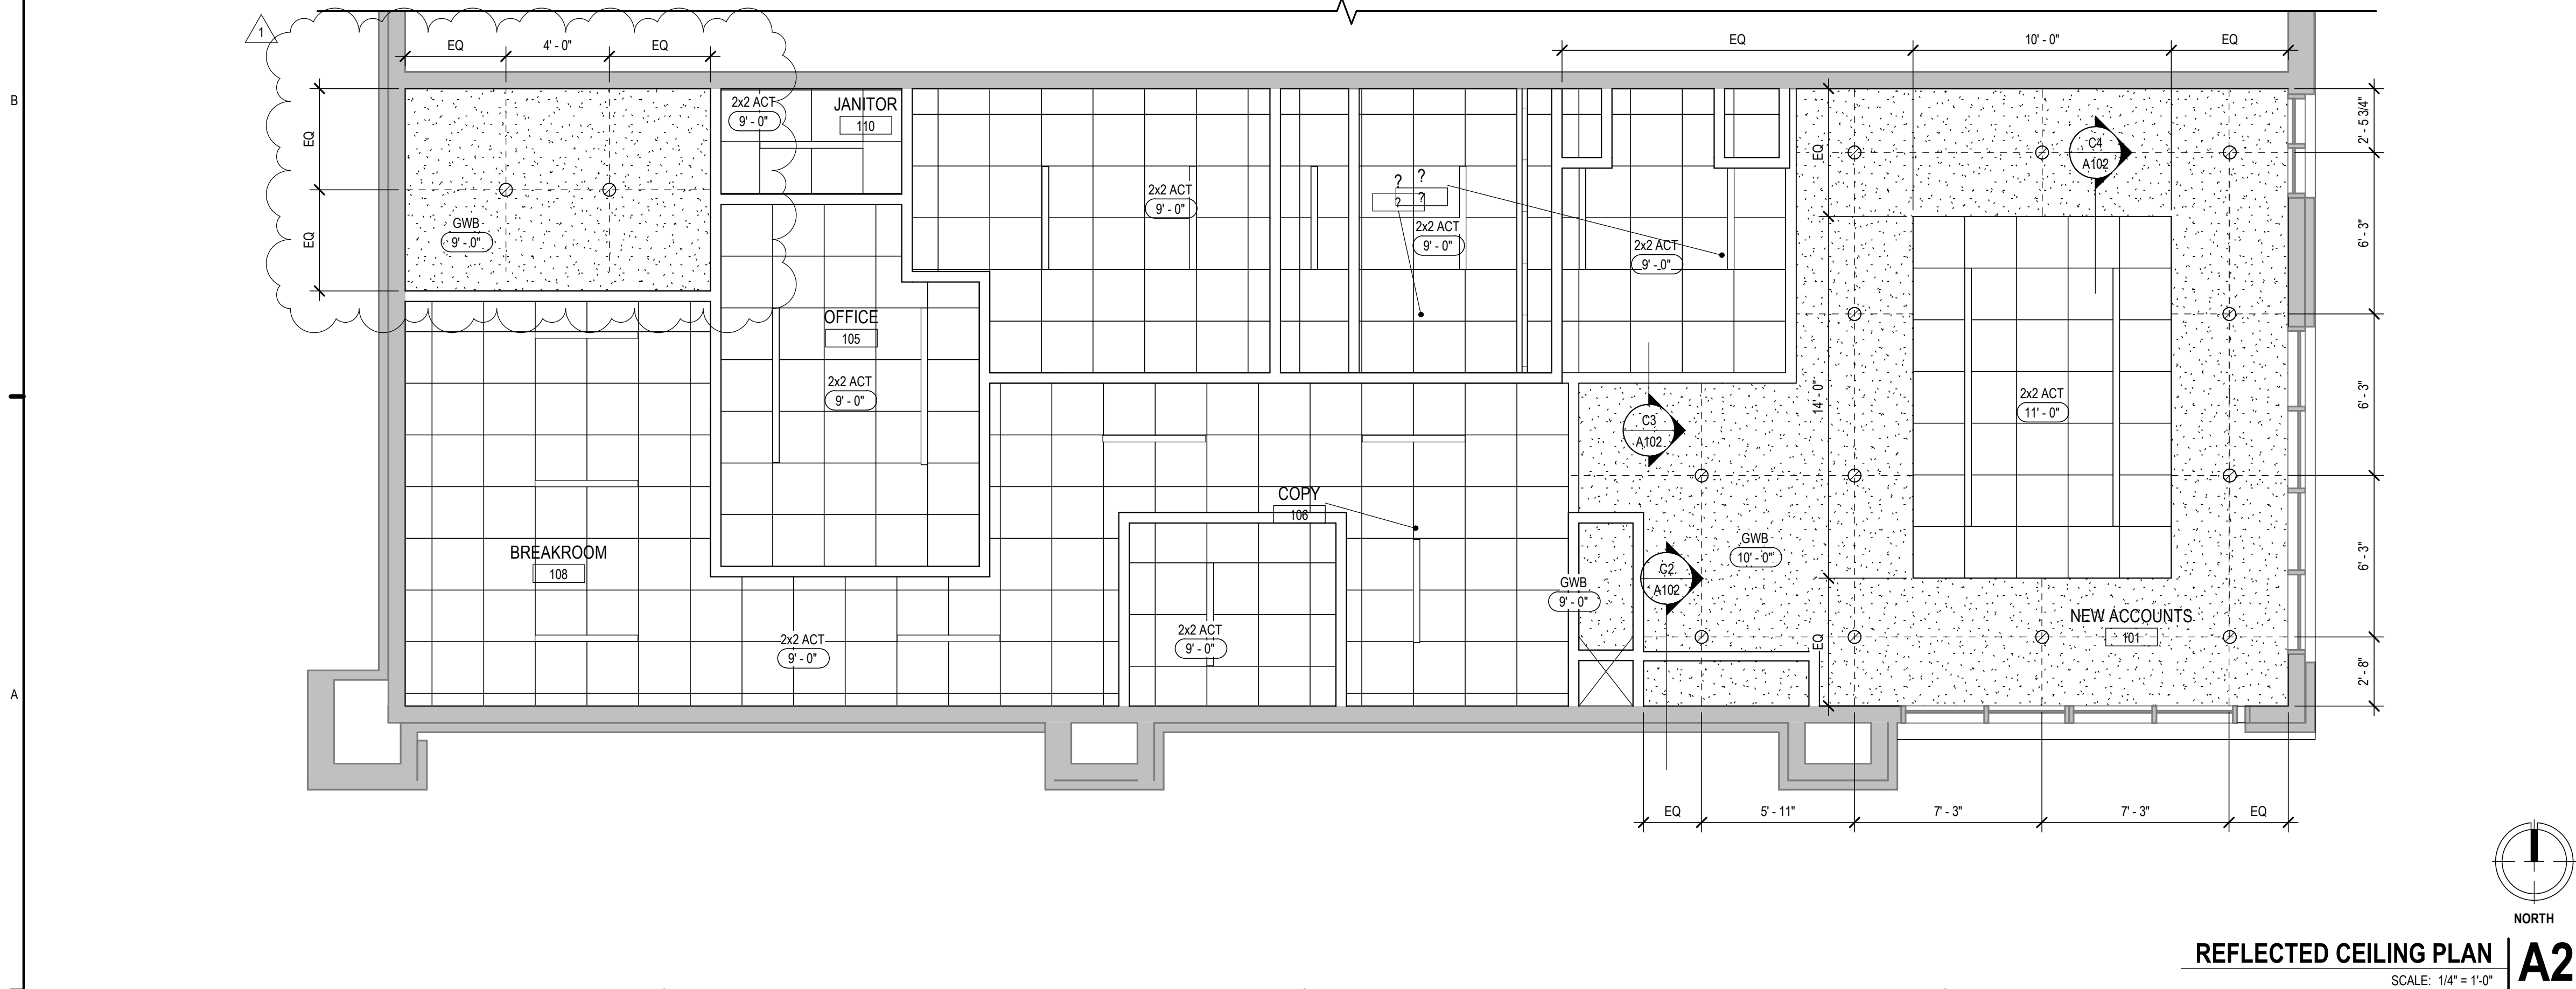 1
EQ
4' - 0"
EQ
EQ
10' - 0"
EQ
B
EQ
EQ
2x2 ACT
9' - 0"
JANITOR
110
GWB
9' - 0"
2x2 ACT
9' - 0"
? ?
? ?
2x2 ACT
9' - 0"
2x2 ACT
9' - 0"
EQ
C4
A102
2' - 5 3/4"
6' - 3"
OFFICE
105
2x2 ACT
9' - 0"
14' - 0"
2x2 ACT
11' - 0"
6' - 3"
C3
A102
COPY
106
BREAKROOM
108
GWB
10' - 0"
6' - 3"
C2
A102
GWB
9' - 0"
2x2 ACT
9' - 0"
2x2 ACT
9' - 0"
EQ
NEW ACCOUNTS
101
2' - 8"
A
EQ
5' - 11"
7' - 3"
7' - 3"
EQ
NORTH
REFLECTED CEILING PLAN
A2
SCALE: 1/4" = 1'-0"